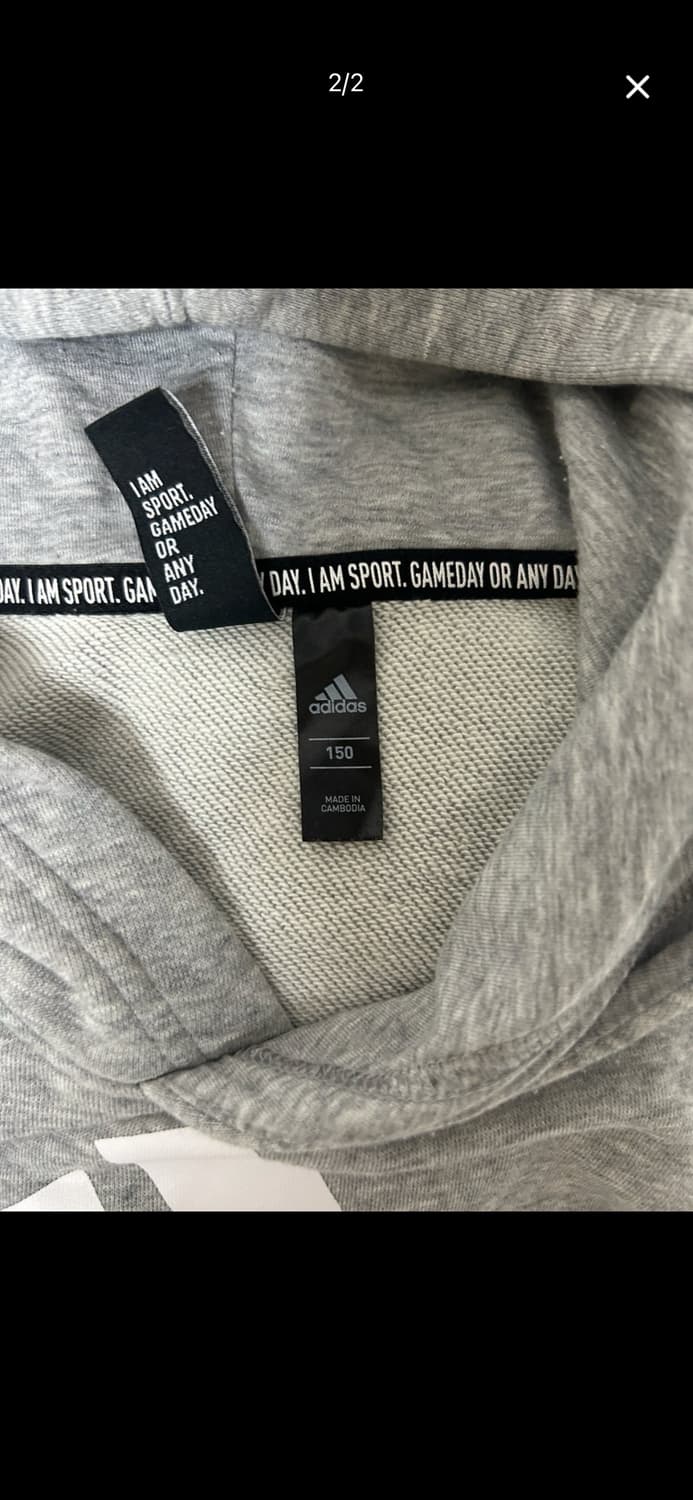 2/2
I AM
SPORT.
GAMEDAY
OR
ANY
DAY.
DAY. I AM SPORT. GAM
Y DAY. I AM SPORT. GAMEDAY OR ANY DAY
adidas
150
MADE IN
CAMBODIA